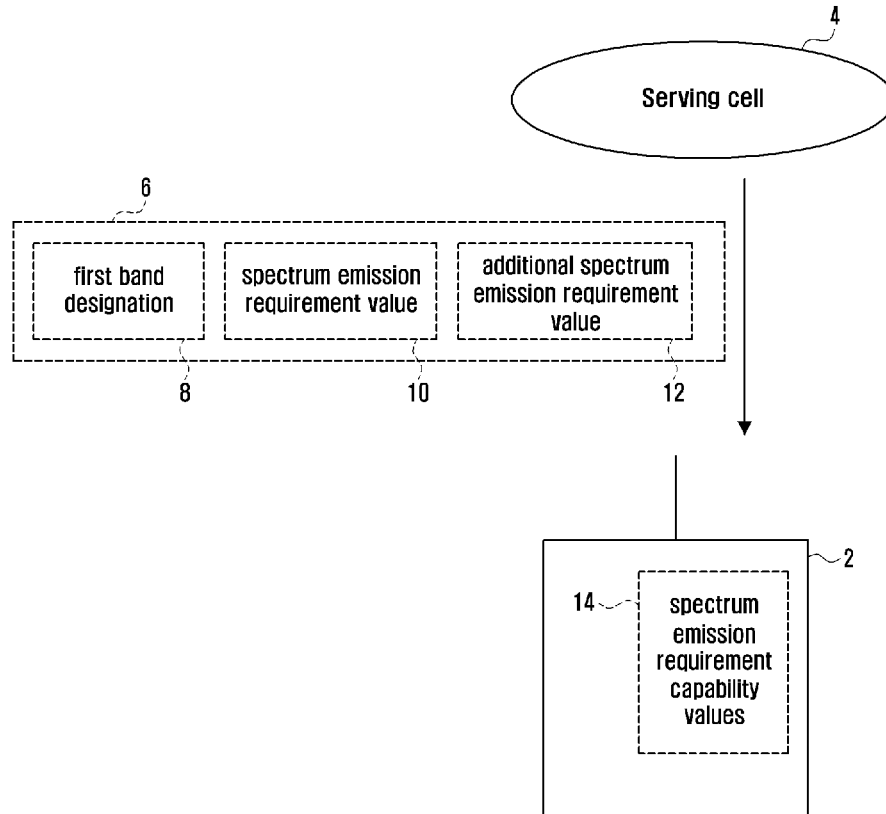 4
Serving cell
6
first band
designation
spectrum emission
requirement value
additional spectrum
emission requirement
value
8
10
12
2
14
spectrum
emission
requirement
capability
values